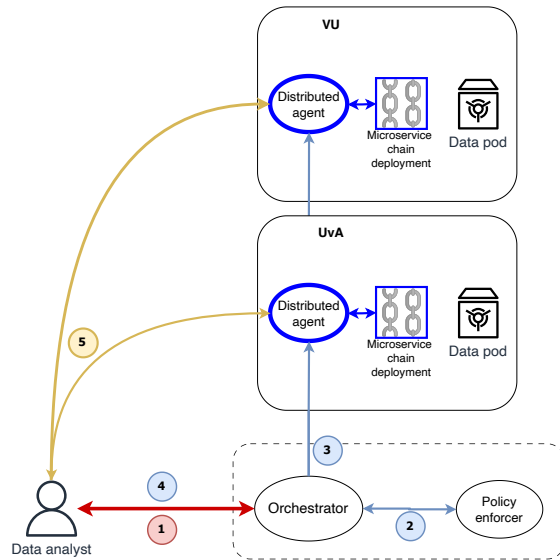 VU
Distributed
agent
Microservice
chain
deployment
Data pod
UvA
Distributed
agent
Microservice
chain
deployment
Data pod
5
3
4
1
Orchestrator
2
Policy
enforcer
Data analyst